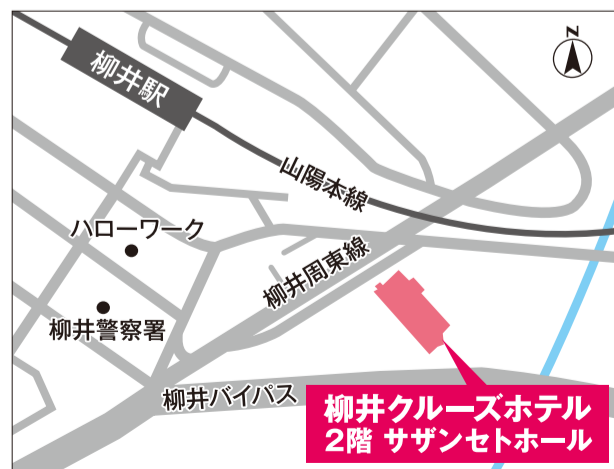 N
柳井駅
山陽本線
ハローワーク
柳井周東線
柳井警察署
柳井バイパス
柳井クルーズホテル
2階 サザンセトホール